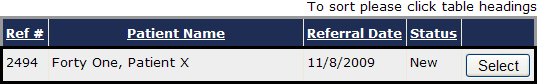 To sort please click table headings
Ref # Patient Name Referral Date Status
2494 Forty One, Patient X 11/8/2009 New Select